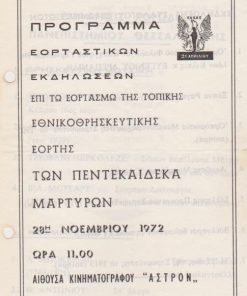 ΠΡΟΓΡΑΜΜΑ
ΕΟΡΤΑΣΤΙΚΩΝ
ΕΚΔΗΛΩΣΕΩΝ
ΕΠΙ ΤΩ ΕΟΡΤΑΣΜΩ ΤΗΣ ΤΟΠΙΚΗΣ
ΕΘΝΙΚΟΘΡΗΣΚΕΥΤΙΚΗΣ
ΕΟΡΤΗΣ
ΤΩΝ ΠΕΝΤΕΚΑΙΔΕΚΑ
ΜΑΡΤΥΡΩΝ
28ΗΣ ΝΟΕΜΒΡΙΟΥ 1972
ΩΡΑ 11.00
ΑΙΘΟΥΣΑ ΚΙΝΗΜΑΤΟΓΡΑΦΟΥ "ΑΣΤΡΟΝ"